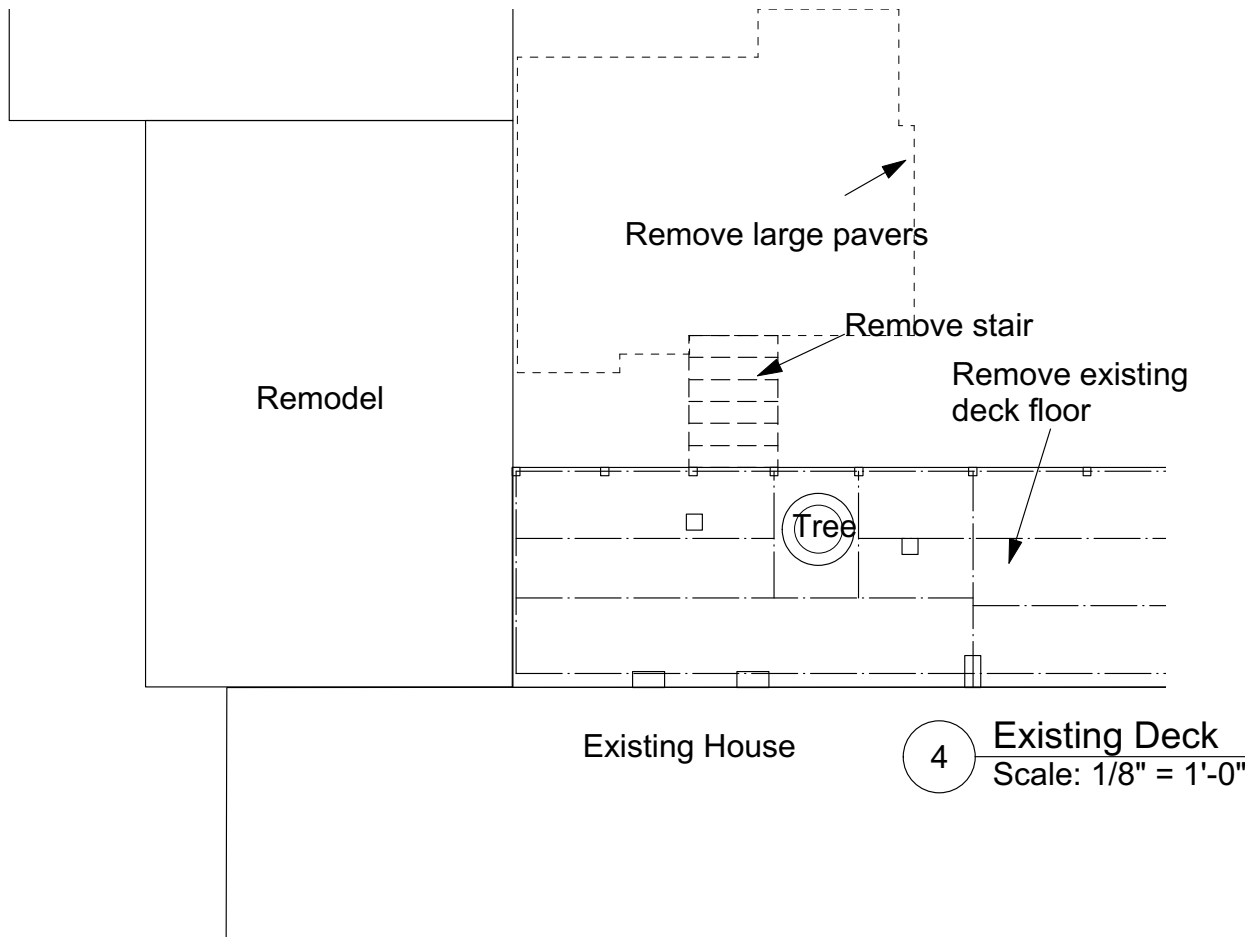 Remove large pavers
Remove stair
Remove existing
deck floor
Remodel
Tree
Existing House
4
Existing Deck
Scale: 1/8" = 1'-0"